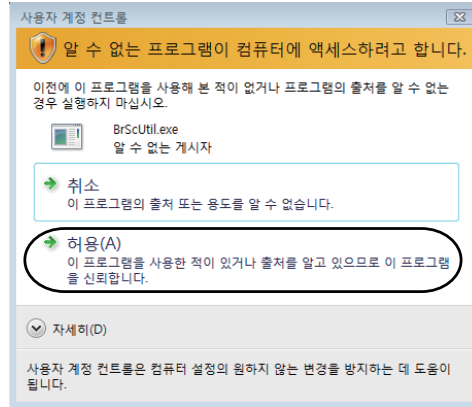 사용자 계정 컨트롤
알 수 없는 프로그램이 컴퓨터에 액세스하려고 합니다.
이전에 이 프로그램을 사용해 본 적이 없거나 프로그램의 출처를 알 수 없는
경우 실행하지 마십시오.
BrScUtil.exe
알 수 없는 게시자
취소
이 프로그램의 출처 또는 용도를 알 수 없습니다.
허용(A)
이 프로그램을 사용한 적이 있거나 출처를 알고 있으므로 이 프로그램
을 신뢰합니다.
자세히(D)
사용자 계정 컨트롤은 컴퓨터 설정의 원하지 않는 변경을 방지하는 데 도움이
됩니다.